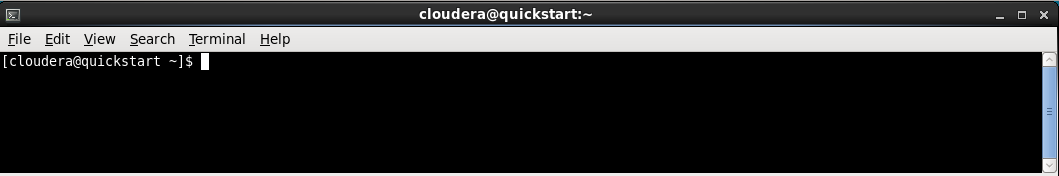 cloudera@quickstart:~
File Edit View Search Terminal Help
[cloudera@quickstart ~]$